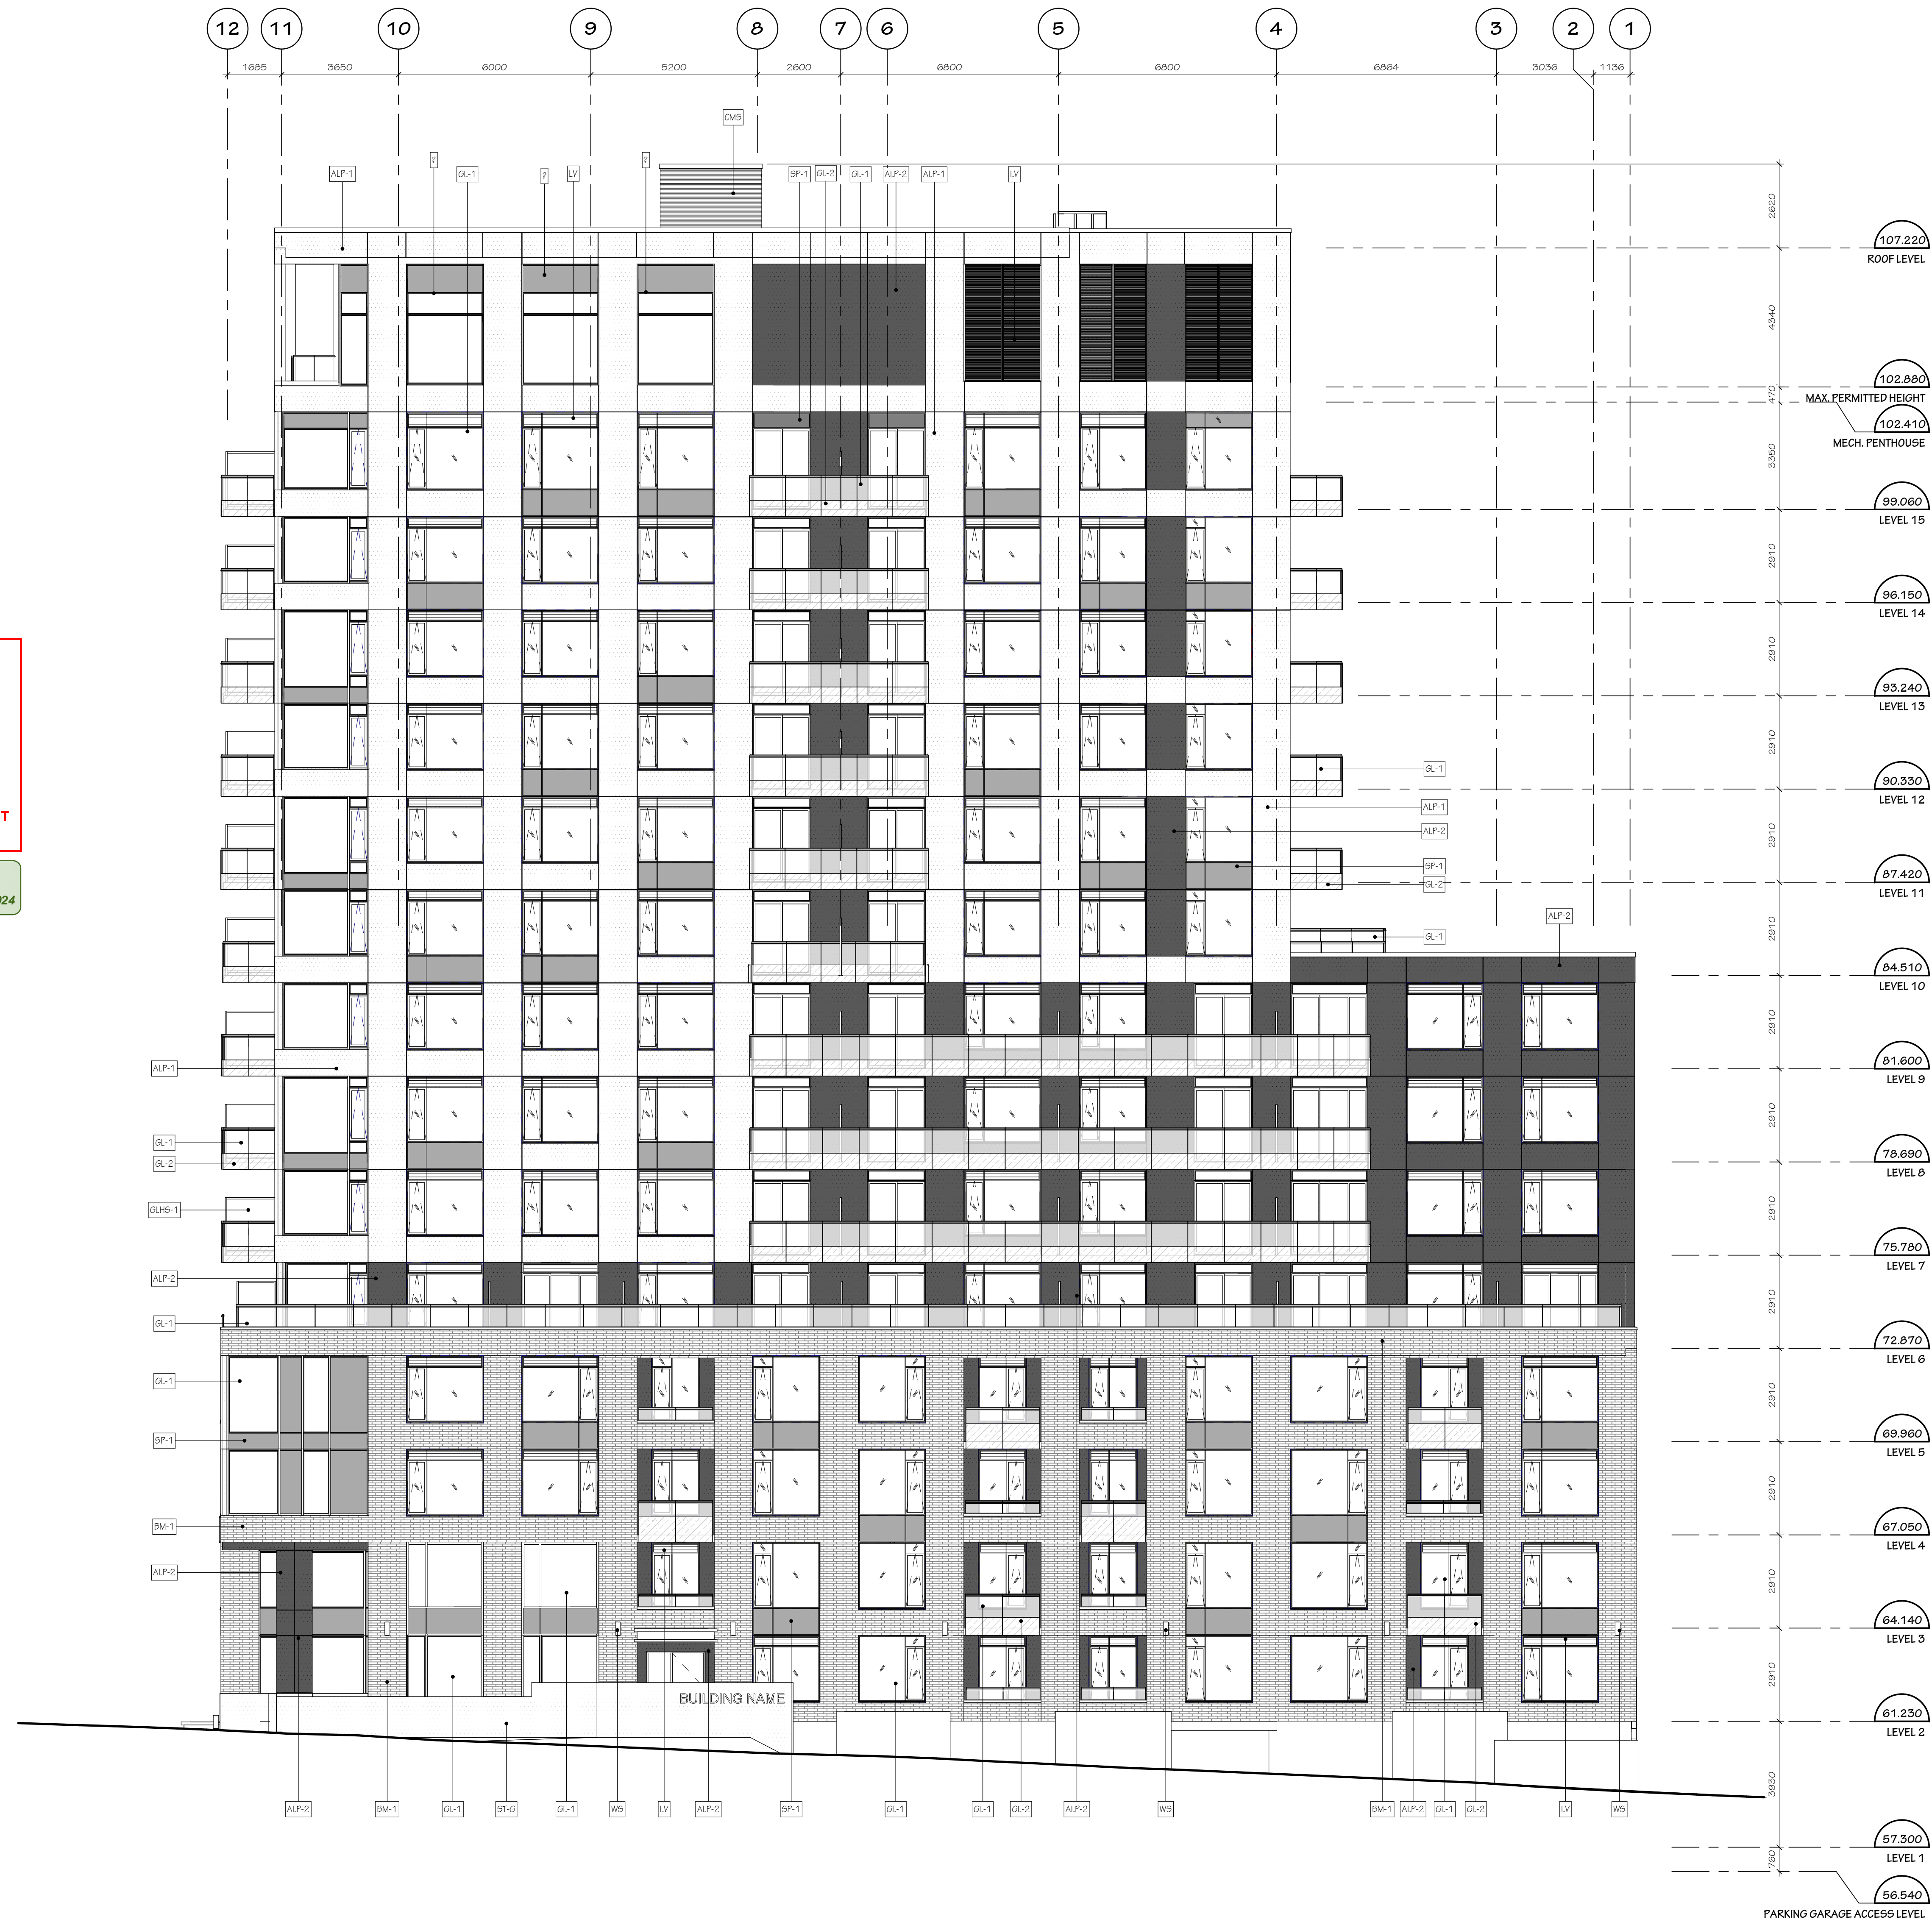 12 11 10 9 8 7 6 5 4 3 2 1
1685 3650 6000 5200 2600 6800 6800 6864 3036 1136
CMS
ALP-1 ? GL-1 ? LV ? SP-1 GL-2 GL-1 ALP-2 ALP-1 LV
2620
107.220
ROOF LEVEL
4340
102.880
MAX. PERMITTED HEIGHT
470
102.410
MECH. PENTHOUSE
3350
99.060
LEVEL 15
2910
96.150
LEVEL 14
2910
93.240
LEVEL 13
2910
GL-1
90.330
LEVEL 12
T
ALP-1
ALP-2
2910
SP-1
GL-2
87.420
LEVEL 11
024
ALP-2
2910
GL-1
84.510
LEVEL 10
2910
ALP-1
81.600
LEVEL 9
2910
GL-1
GL-2
78.690
LEVEL 8
GLHS-1
2910
75.780
LEVEL 7
ALP-2
2910
GL-1
72.870
LEVEL 6
GL-1
2910
SP-1
69.960
LEVEL 5
2910
BM-1
67.050
LEVEL 4
ALP-2
2910
64.140
LEVEL 3
2910
BUILDING NAME
61.230
LEVEL 2
3930
ALP-2 BM-1 GL-1 ST-G GL-1 WS LV ALP-2 SP-1 GL-1 GL-1 GL-2 ALP-2 WS BM-1 ALP-2 GL-1 GL-2 LV WS
57.300
LEVEL 1
760
56.540
PARKING GARAGE ACCESS LEVEL